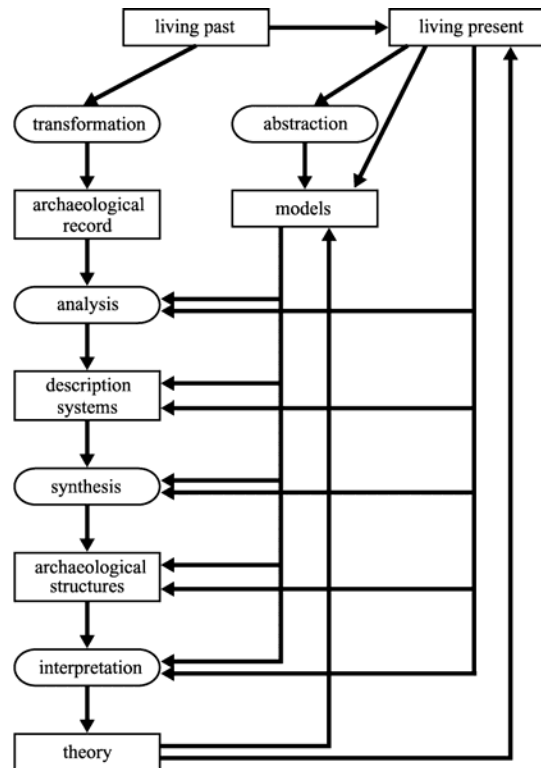 living past
living present
transformation
abstraction
archaeological
record
models
analysis
description
systems
synthesis
archaeological
structures
interpretation
theory